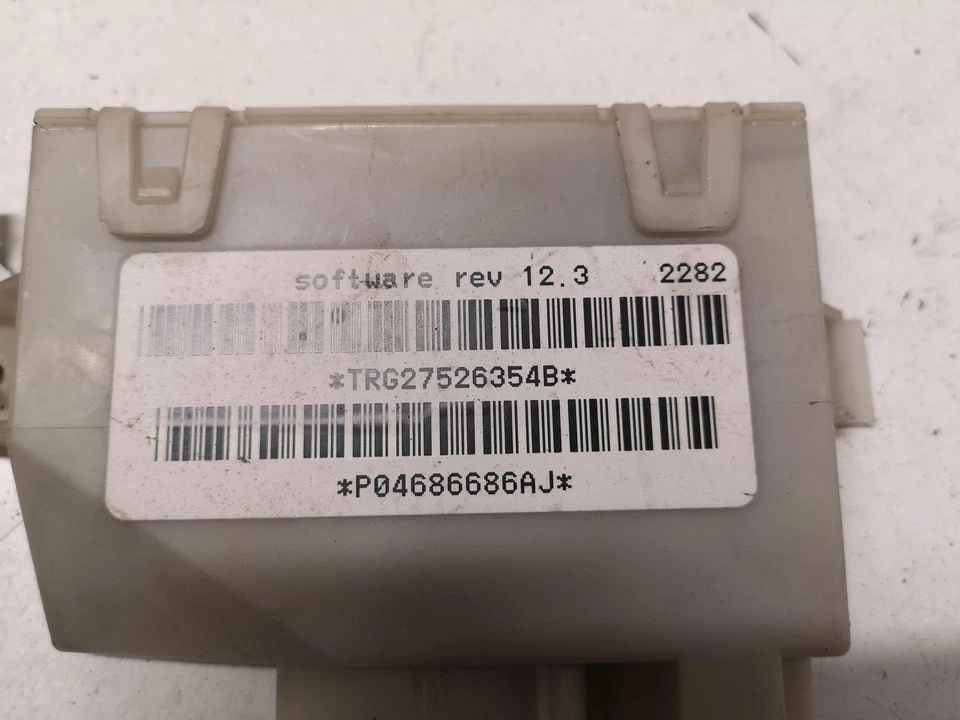 software rev 12.3 2282
*TRG27526354B*
*P04686686AJ*